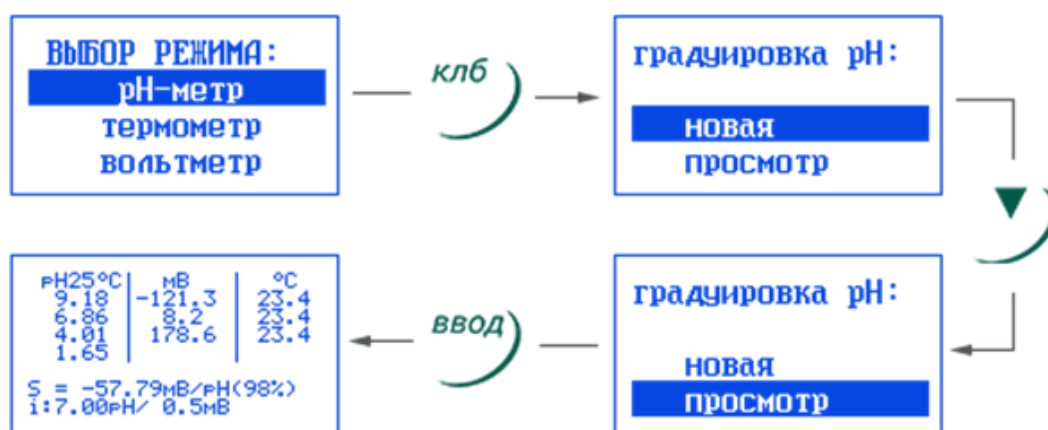 ВЫБОР РЕЖИМА:
pH-метр
термометр
вольтметр
клб
градуировка pH:
новая
просмотр
градуировка pH:
новая
просмотр
ввод
pH25°C мВ °C
9.18 -121.3 23.4
6.86 8.2 23.4
4.01 178.6 23.4
1.65
S = -57.79мВ/pH(98%)
i:7.00pH/ 0.5мВ